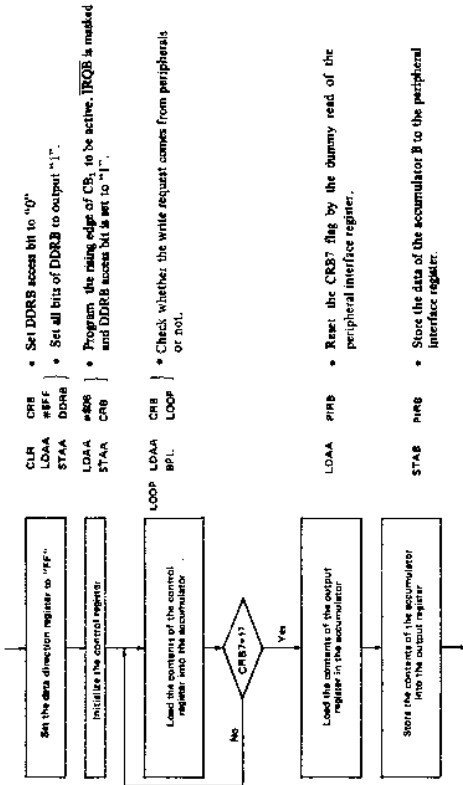 Set the data direction register to "FF"
CLR CRB • Set DDRB access bit to "0"
LDAA #$FF } • Set all bits of DDRB to output "1".
STAA DDRB
Initialize the control register
LDAA #$06 } • Program the rising edge of CB₁ to be active. IRQB is masked
STAA CRB and DDRB access bit is set to "1".
Load the contents of the control
register into the accumulator
LOOP LDAA CRB } • Check whether the write request comes from peripherals
BPL LOOP or not.
CRB7=1?
No
Yes
Load the contents of the output
register in the accumulator
LDAA PIRB • Reset the CRB7 flag by the dummy read of the
peripheral interface register.
Store the contents of the accumulator
into the output register
STAB PIRB • Store the data of the accumulator B to the peripheral
interface register.